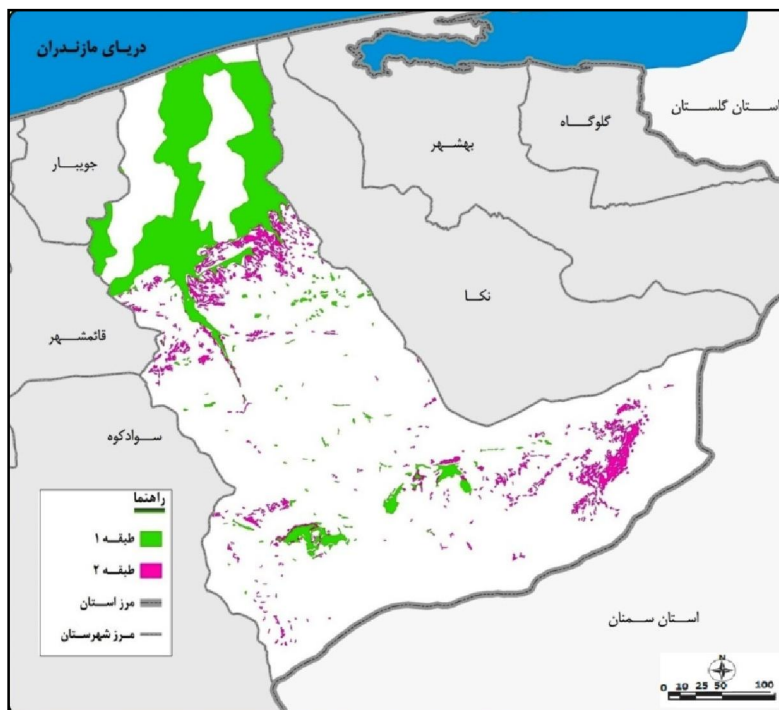 دریای مازندران
استان گلستان
گلوگاه
بهشهر
جویبار
نکا
قائمشهر
سوادکوه
راهنما
طبقه ۱
طبقه ۲
مرز استان
مرز شهرستان
استان سمنان
N
0 10 25 50 100